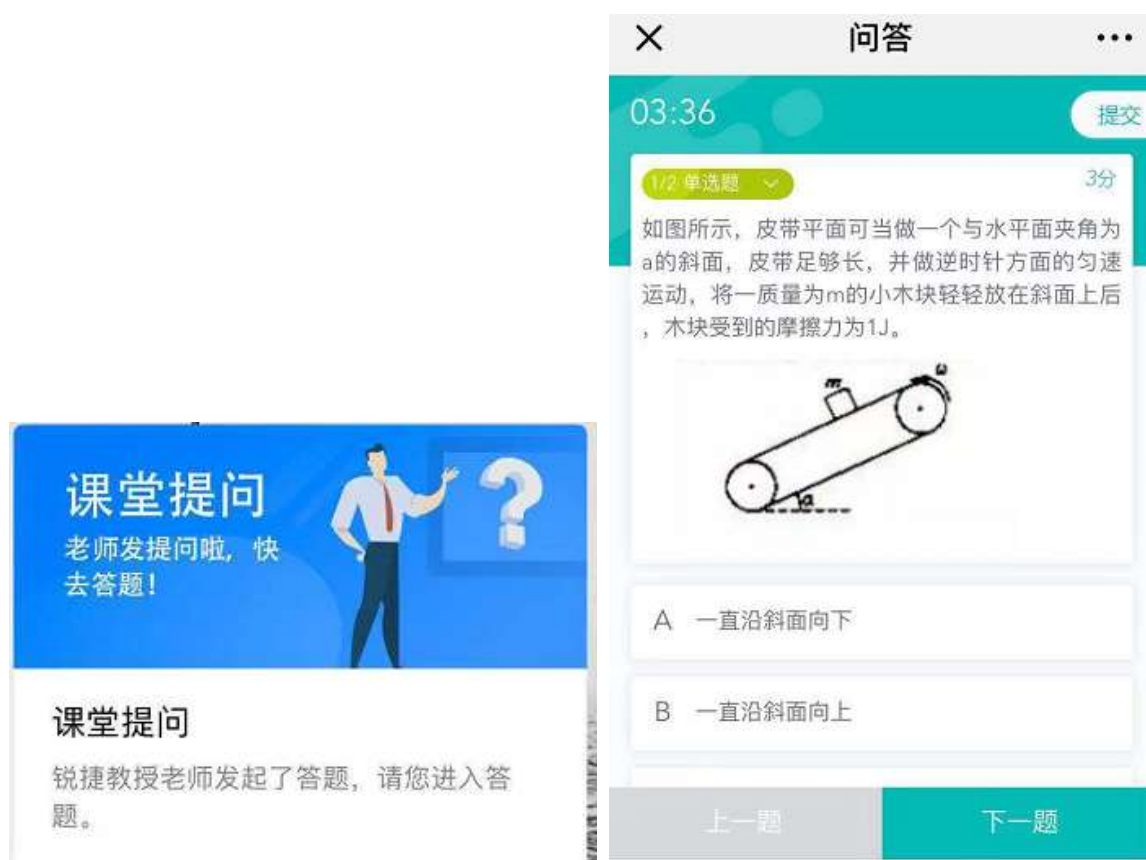 课堂提问
老师发提问啦，快
去答题！
课堂提问
锐捷教授老师发起了答题，请您进入答
题。
问答
03:36
提交
1/2 单选题
3分
如图所示，皮带平面可当做一个与水平面夹角为
a的斜面，皮带足够长，并做逆时针方面的匀速
运动，将一质量为m的小木块轻轻放在斜面上后
，木块受到的摩擦力为1J。
m
ω
a
A 一直沿斜面向下
B 一直沿斜面向上
上一题
下一题